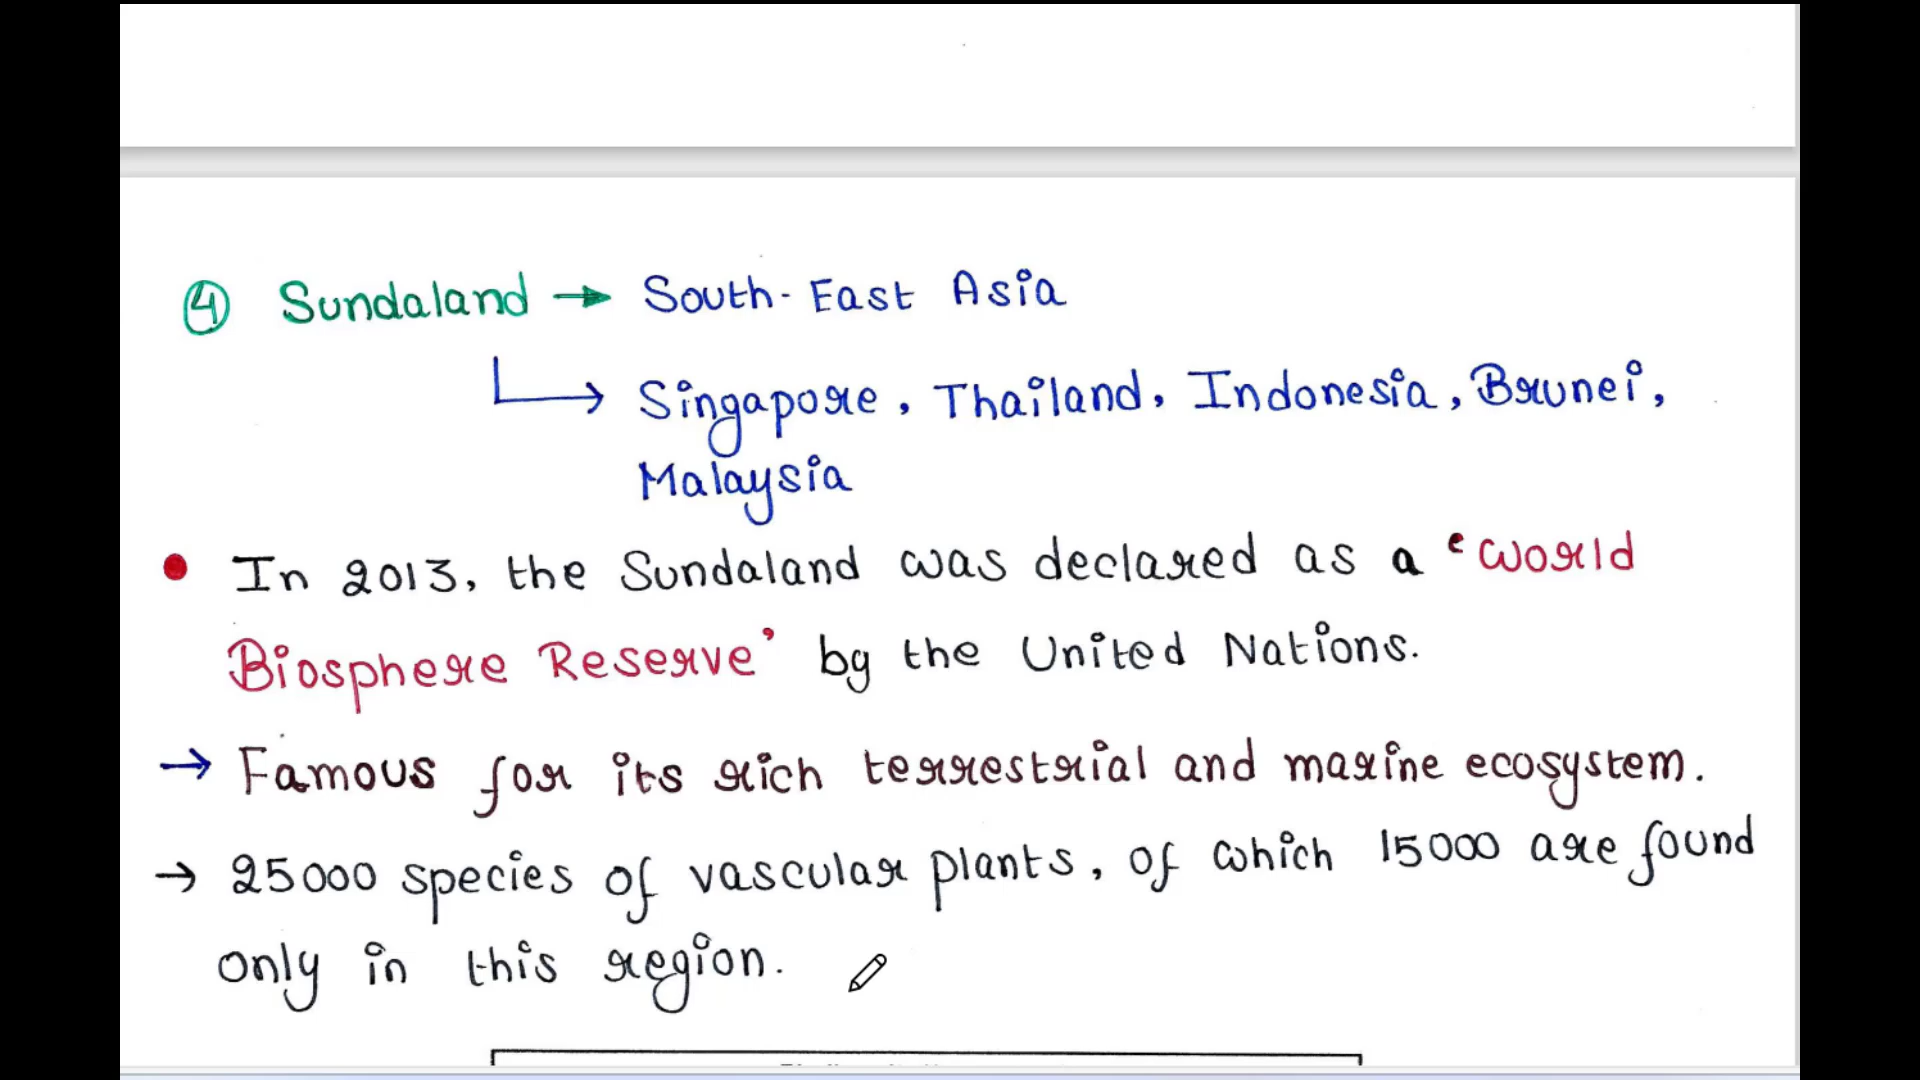 ④ Sundaland → South-East Asia
↳ Singapore, Thailand, Indonesia, Brunei,
Malaysia
• In 2013, the Sundaland was declared as a 'World
Biosphere Reserve' by the United Nations.
→ Famous for its rich terrestrial and marine ecosystem.
→ 25000 species of vascular plants, of which 15000 are found
only in this region.